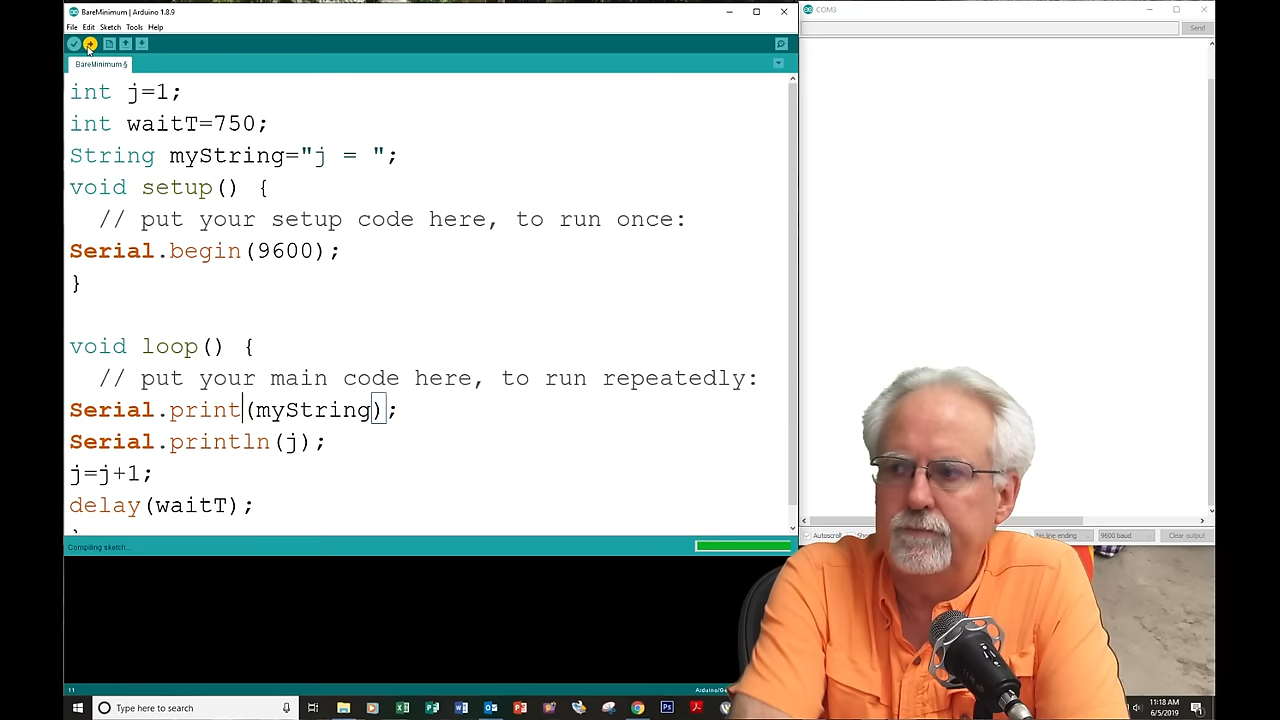 BareMinimum | Arduino 1.8.9
File Edit Sketch Tools Help
BareMinimum §
int j=1;
int waitT=750;
String myString="j = ";
void setup() {
// put your setup code here, to run once:
Serial.begin(9600);
}
void loop() {
// put your main code here, to run repeatedly:
Serial.print(myString);
Serial.println(j);
j=j+1;
delay(waitT);
Compiling sketch...
11
COM3
Send
Autoscroll
No line ending
9600 baud
Clear output
Type here to search
11:18 AM
6/5/2019